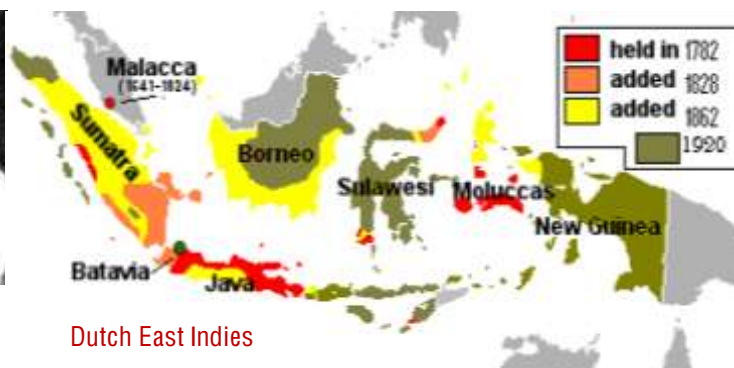 Malacca
(1641-1824)
held in 1782
added 1828
added 1862
1920
Sumatra
Borneo
Sulawesi
Moluccas
New Guinea
Batavia
Java
Dutch East Indies